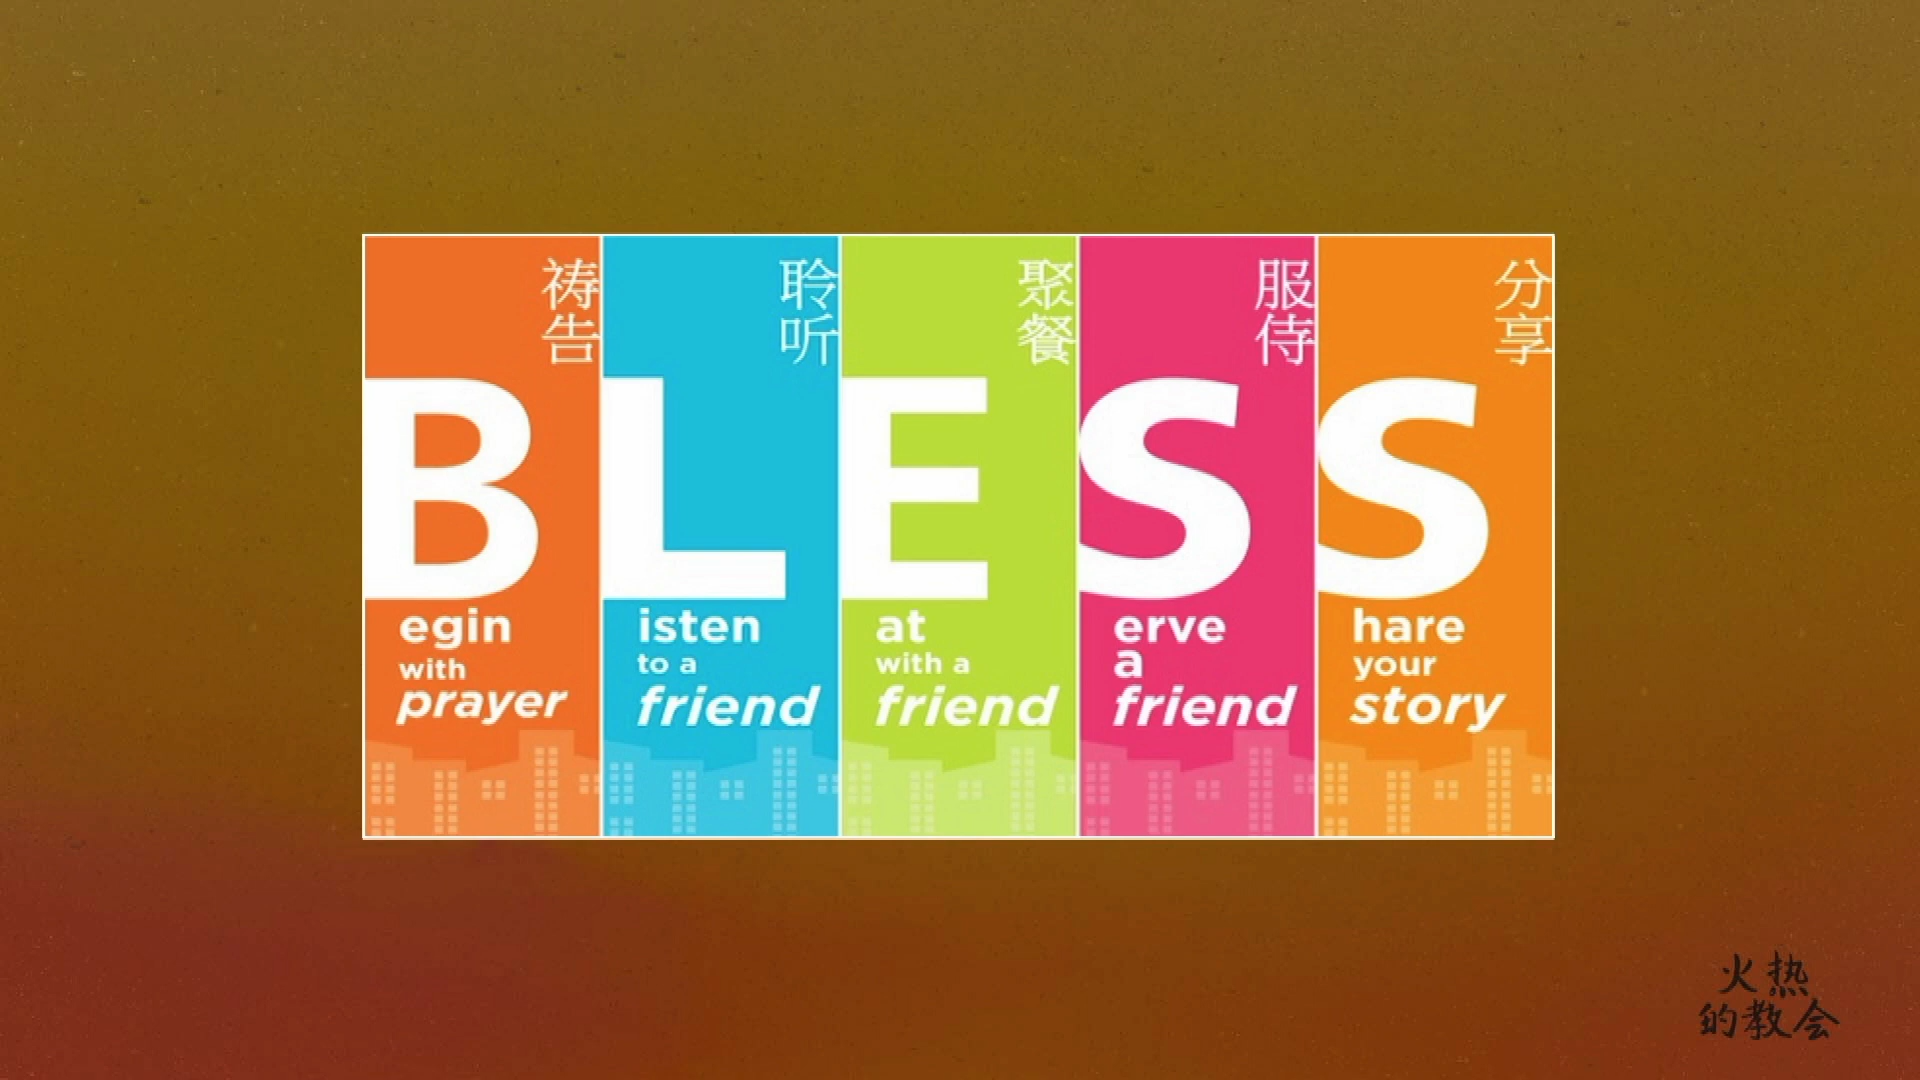 祷告
B
egin
with
prayer
聆听
L
isten
to a
friend
聚餐
E
at
with a
friend
服侍
S
erve
a
friend
分享
S
hare
your
story
火热
的教会